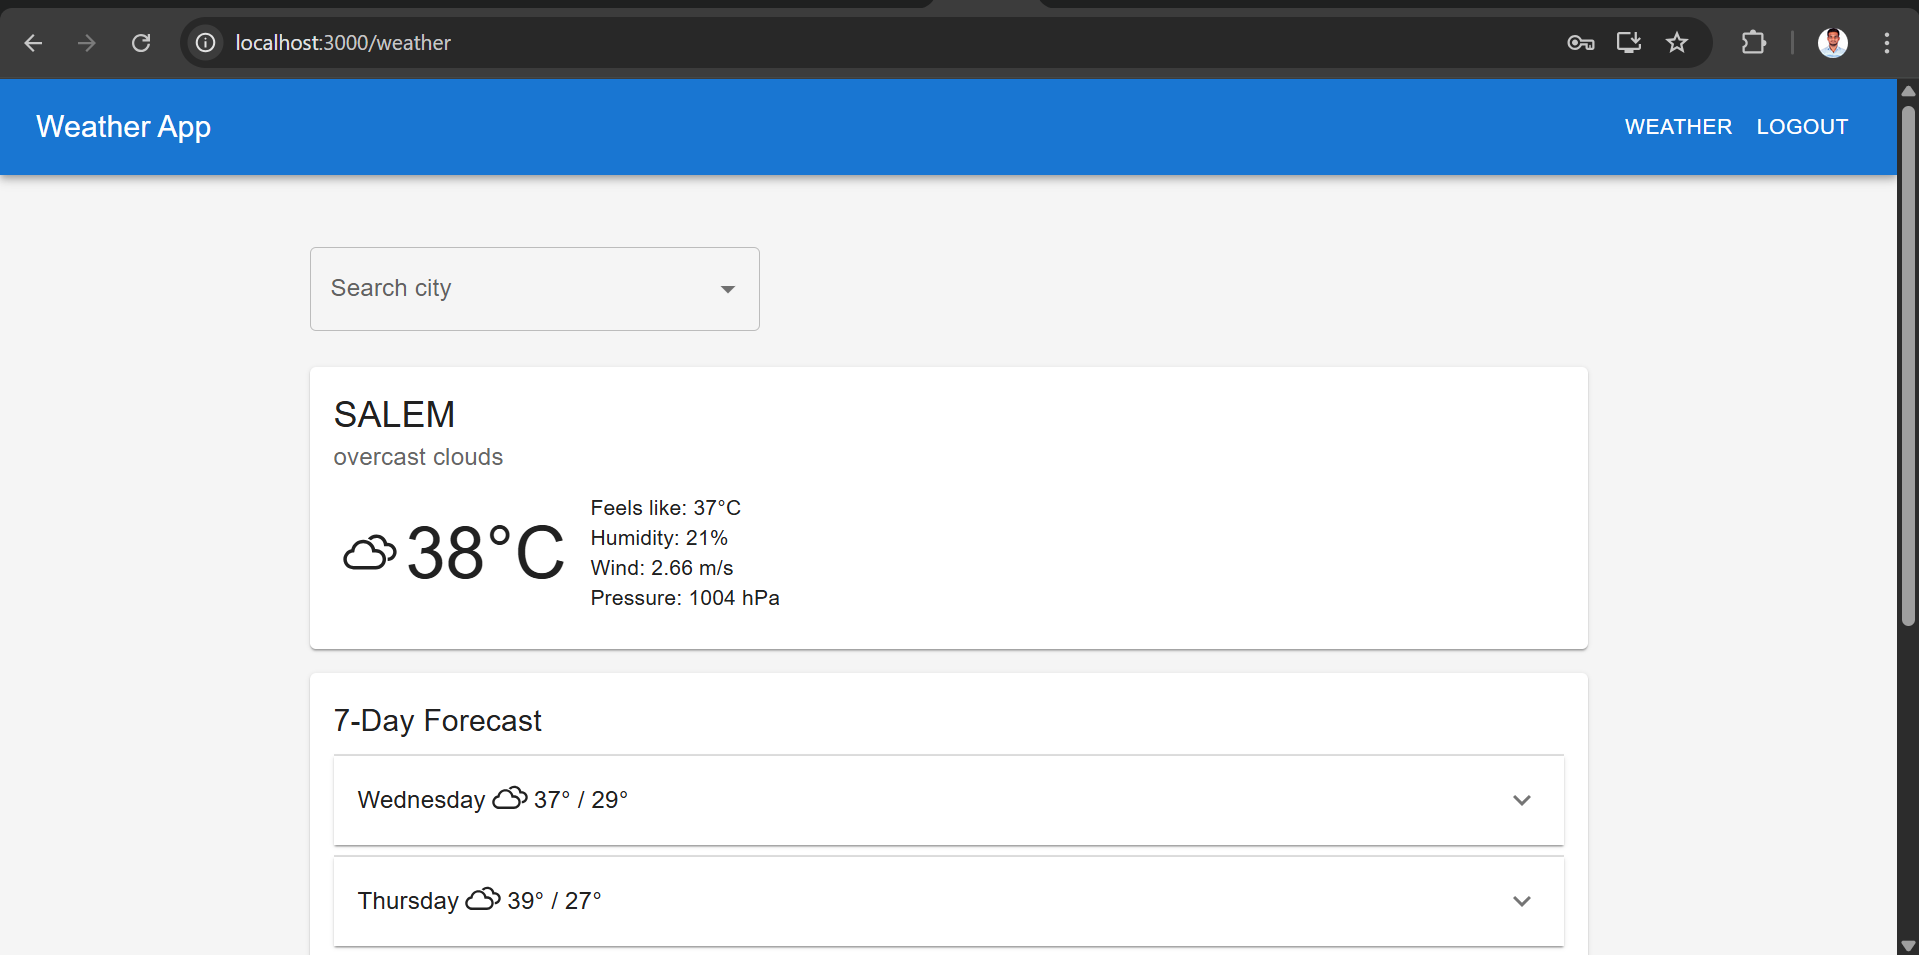 localhost:3000/weather
Weather App
WEATHER LOGOUT
Search city
SALEM
overcast clouds
38°C
Feels like: 37°C
Humidity: 21%
Wind: 2.66 m/s
Pressure: 1004 hPa
7-Day Forecast
Wednesday 37° / 29°
Thursday 39° / 27°